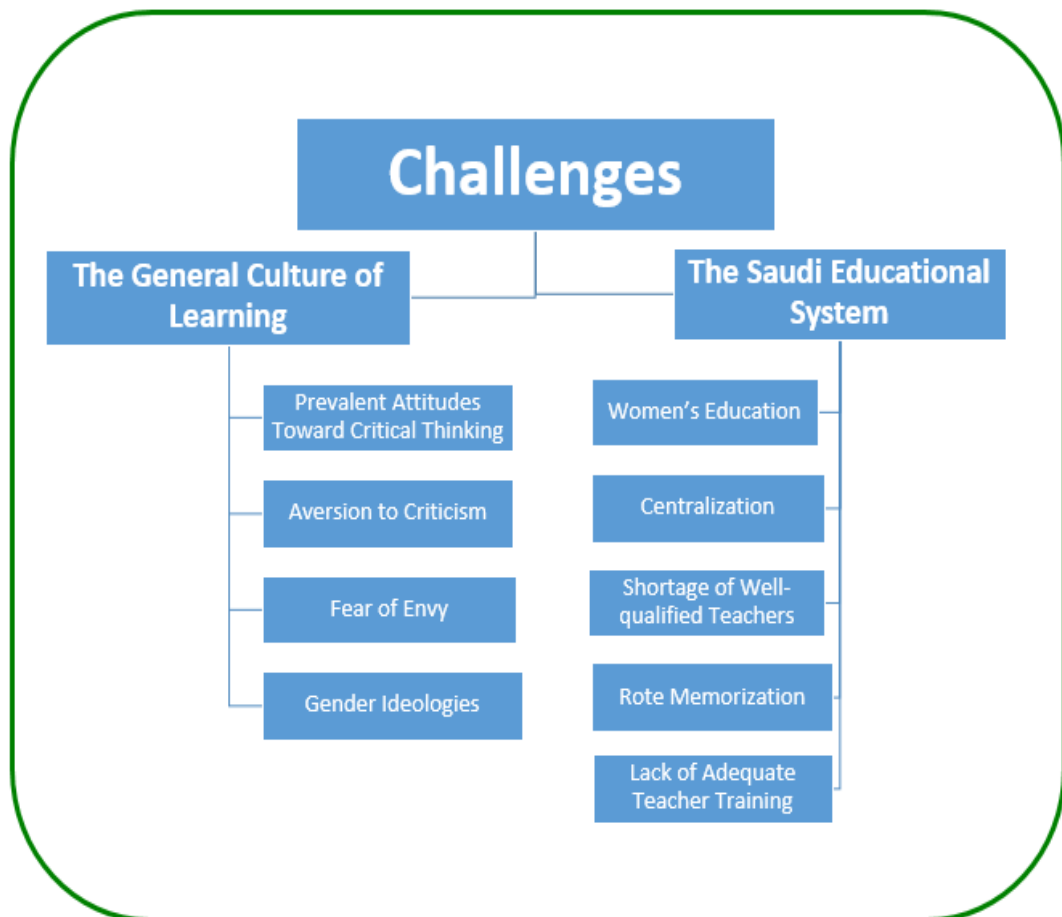 Challenges
The General Culture of
Learning
Prevalent Attitudes
Toward Critical Thinking
Aversion to Criticism
Fear of Envy
Gender Ideologies
The Saudi Educational
System
Women’s Education
Centralization
Shortage of Well-
qualified Teachers
Rote Memorization
Lack of Adequate
Teacher Training